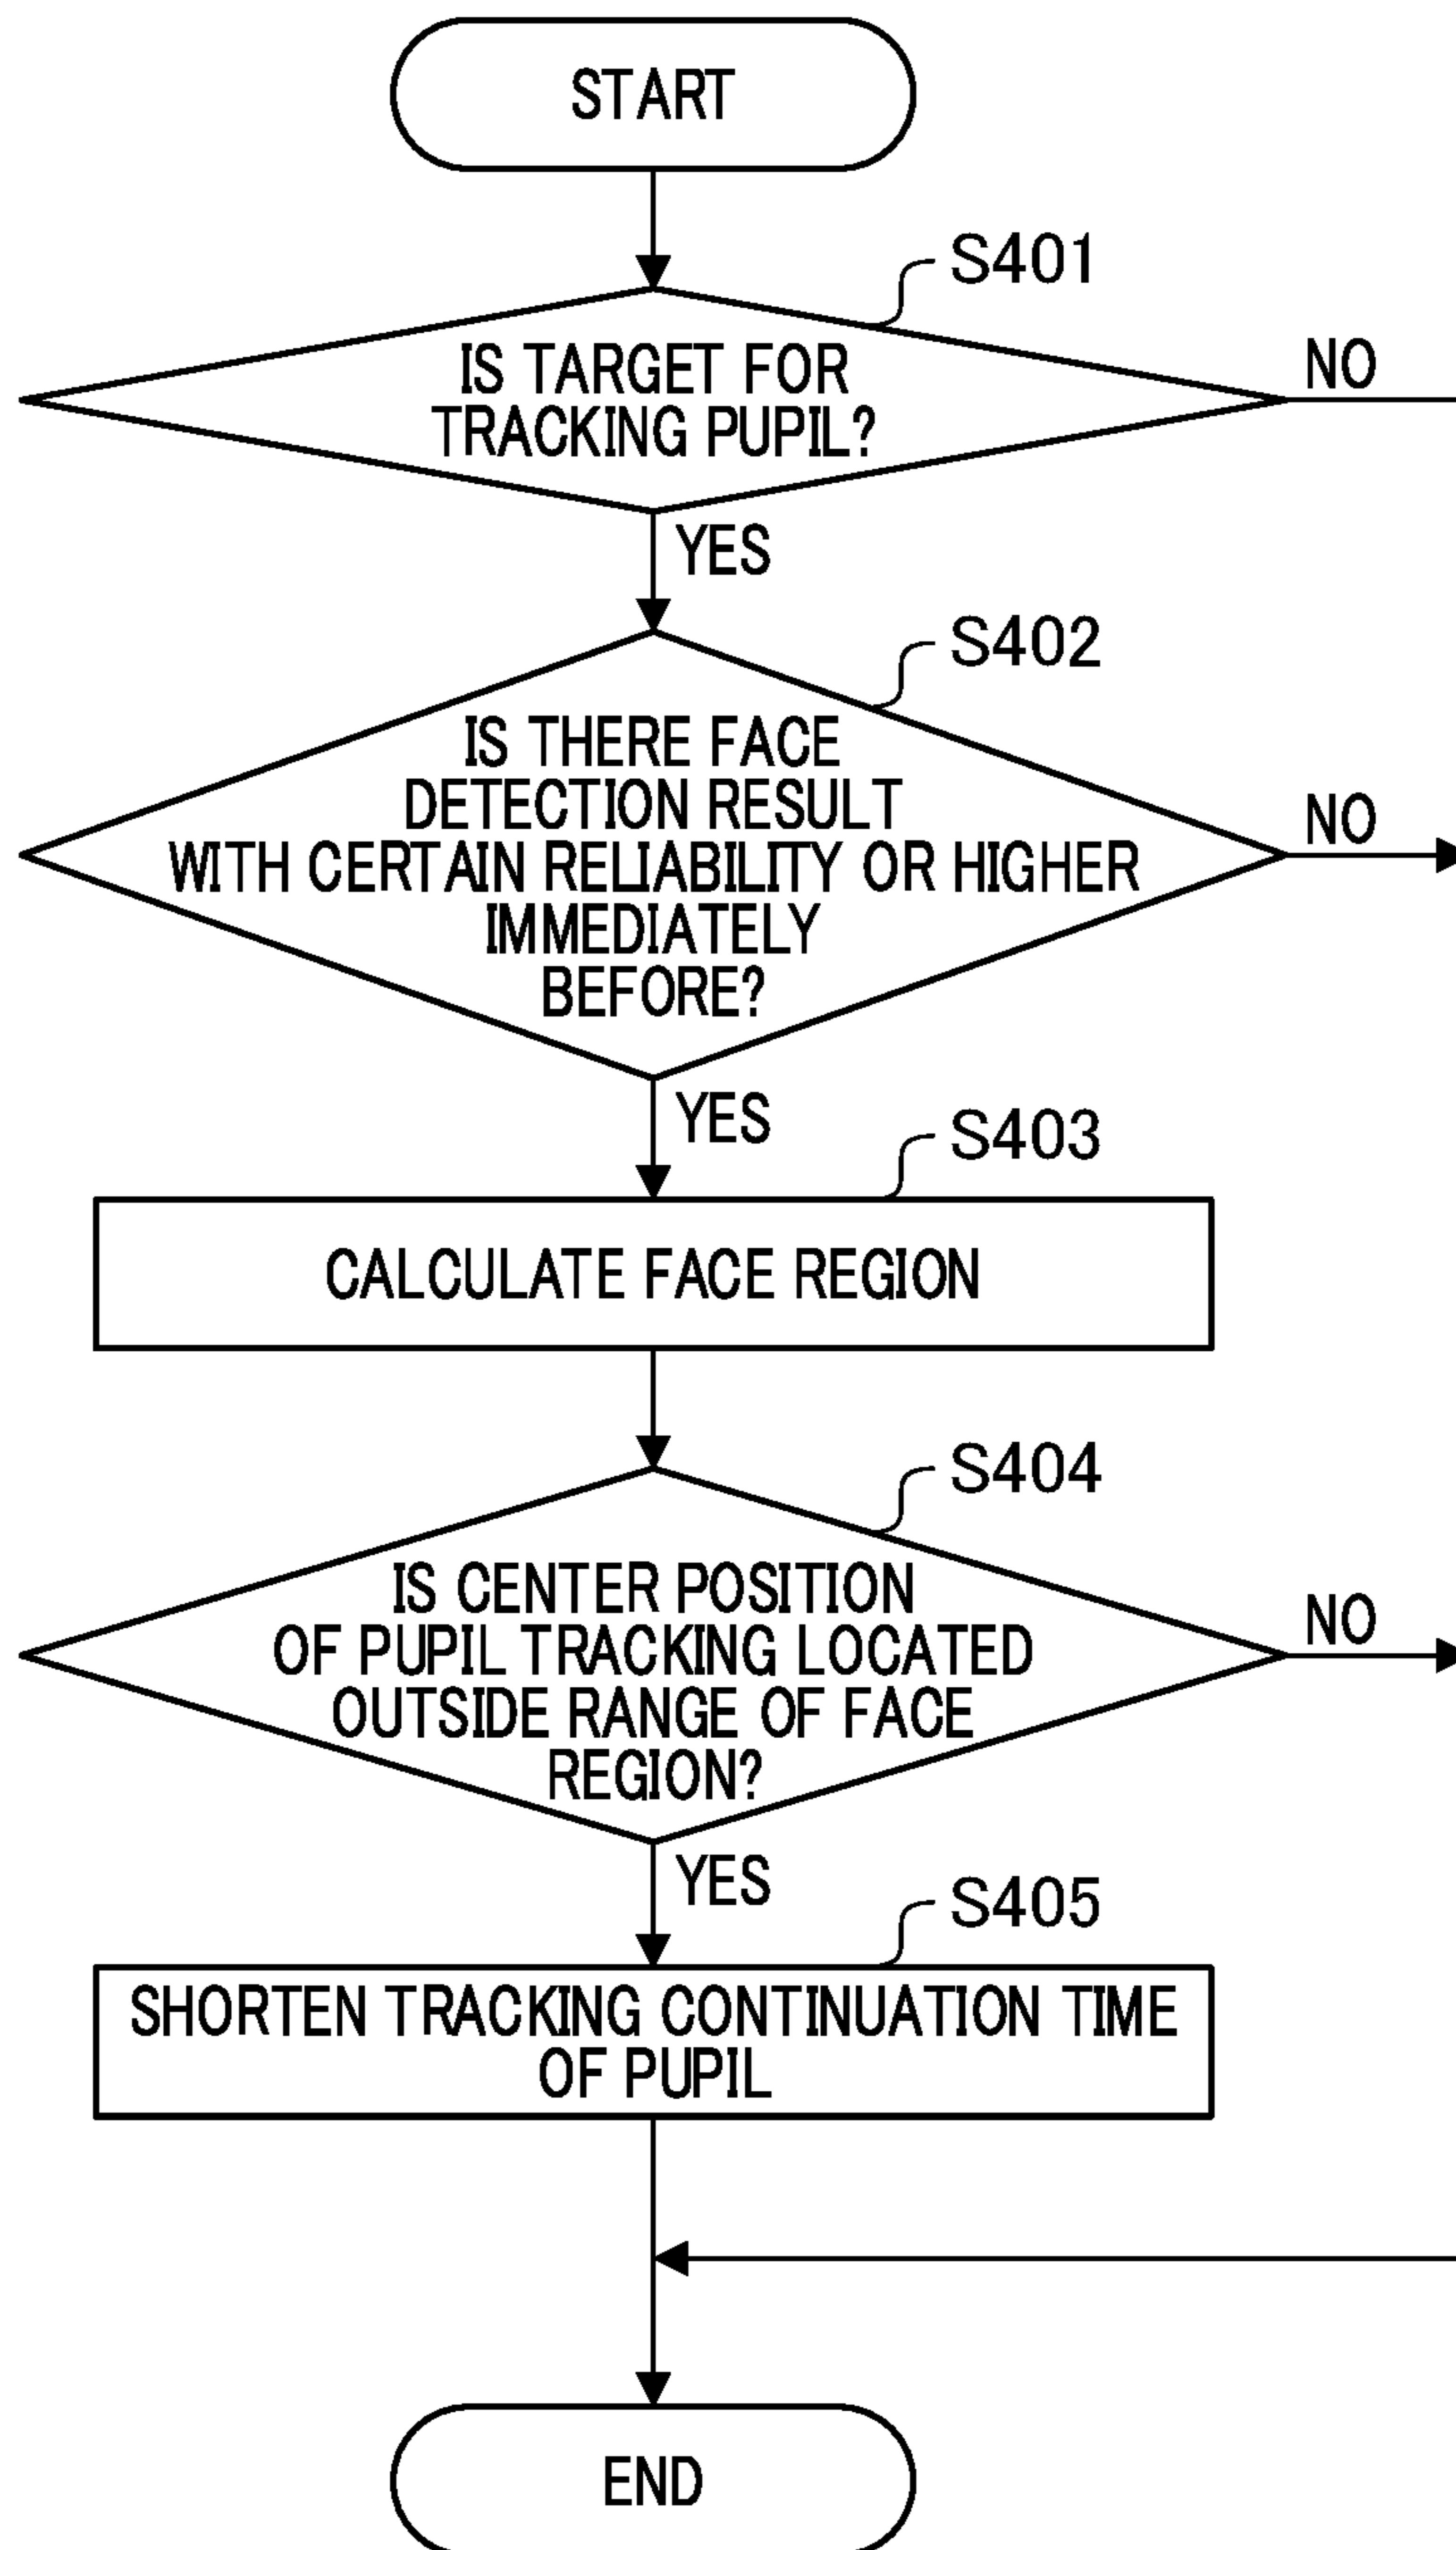 START
S401
IS TARGET FOR
TRACKING PUPIL?
NO
YES
S402
IS THERE FACE
DETECTION RESULT
WITH CERTAIN RELIABILITY OR HIGHER
IMMEDIATELY
BEFORE?
NO
YES
S403
CALCULATE FACE REGION
S404
IS CENTER POSITION
OF PUPIL TRACKING LOCATED
OUTSIDE RANGE OF FACE
REGION?
NO
YES
S405
SHORTEN TRACKING CONTINUATION TIME
OF PUPIL
END